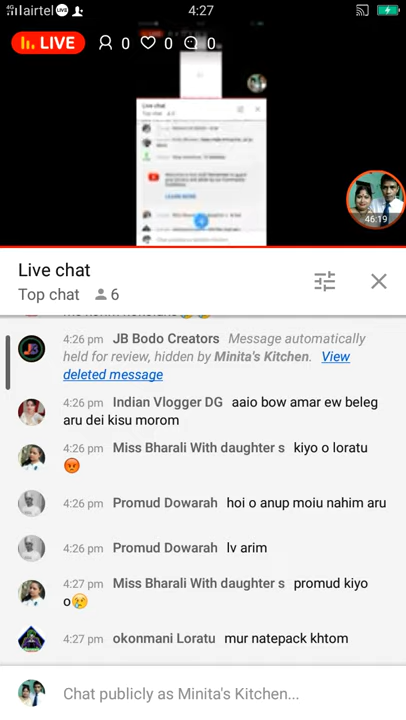 4G airtel LIVE 4:27
LIVE 0 0 0
Live chat
46:19
Live chat
Top chat 6
4:26 pm JB Bodo Creators Message automatically
held for review, hidden by Minita's Kitchen. View
deleted message
4:26 pm Indian Vlogger DG aaio bow amar ew beleg
aru dei kisu morom
4:26 pm Miss Bharali With daughter s kiyo o loratu
😡
4:26 pm Promud Dowarah hoi o anup moiu nahim aru
4:26 pm Promud Dowarah lv arim
4:27 pm Miss Bharali With daughter s promud kiyo
o😢
4:27 pm okonmani Loratu mur natepack khtom
Chat publicly as Minita's Kitchen...